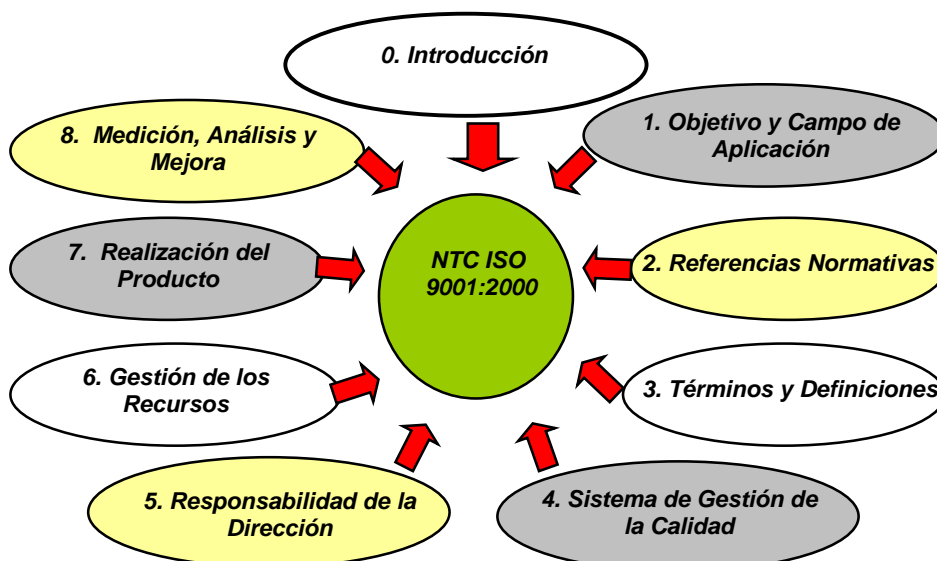 0. Introducción
1. Objetivo y Campo de
Aplicación
2. Referencias Normativas
3. Términos y Definiciones
4. Sistema de Gestión de
la Calidad
5. Responsabilidad de la
Dirección
6. Gestión de los
Recursos
7. Realización del
Producto
8. Medición, Análisis y
Mejora
NTC ISO
9001:2000